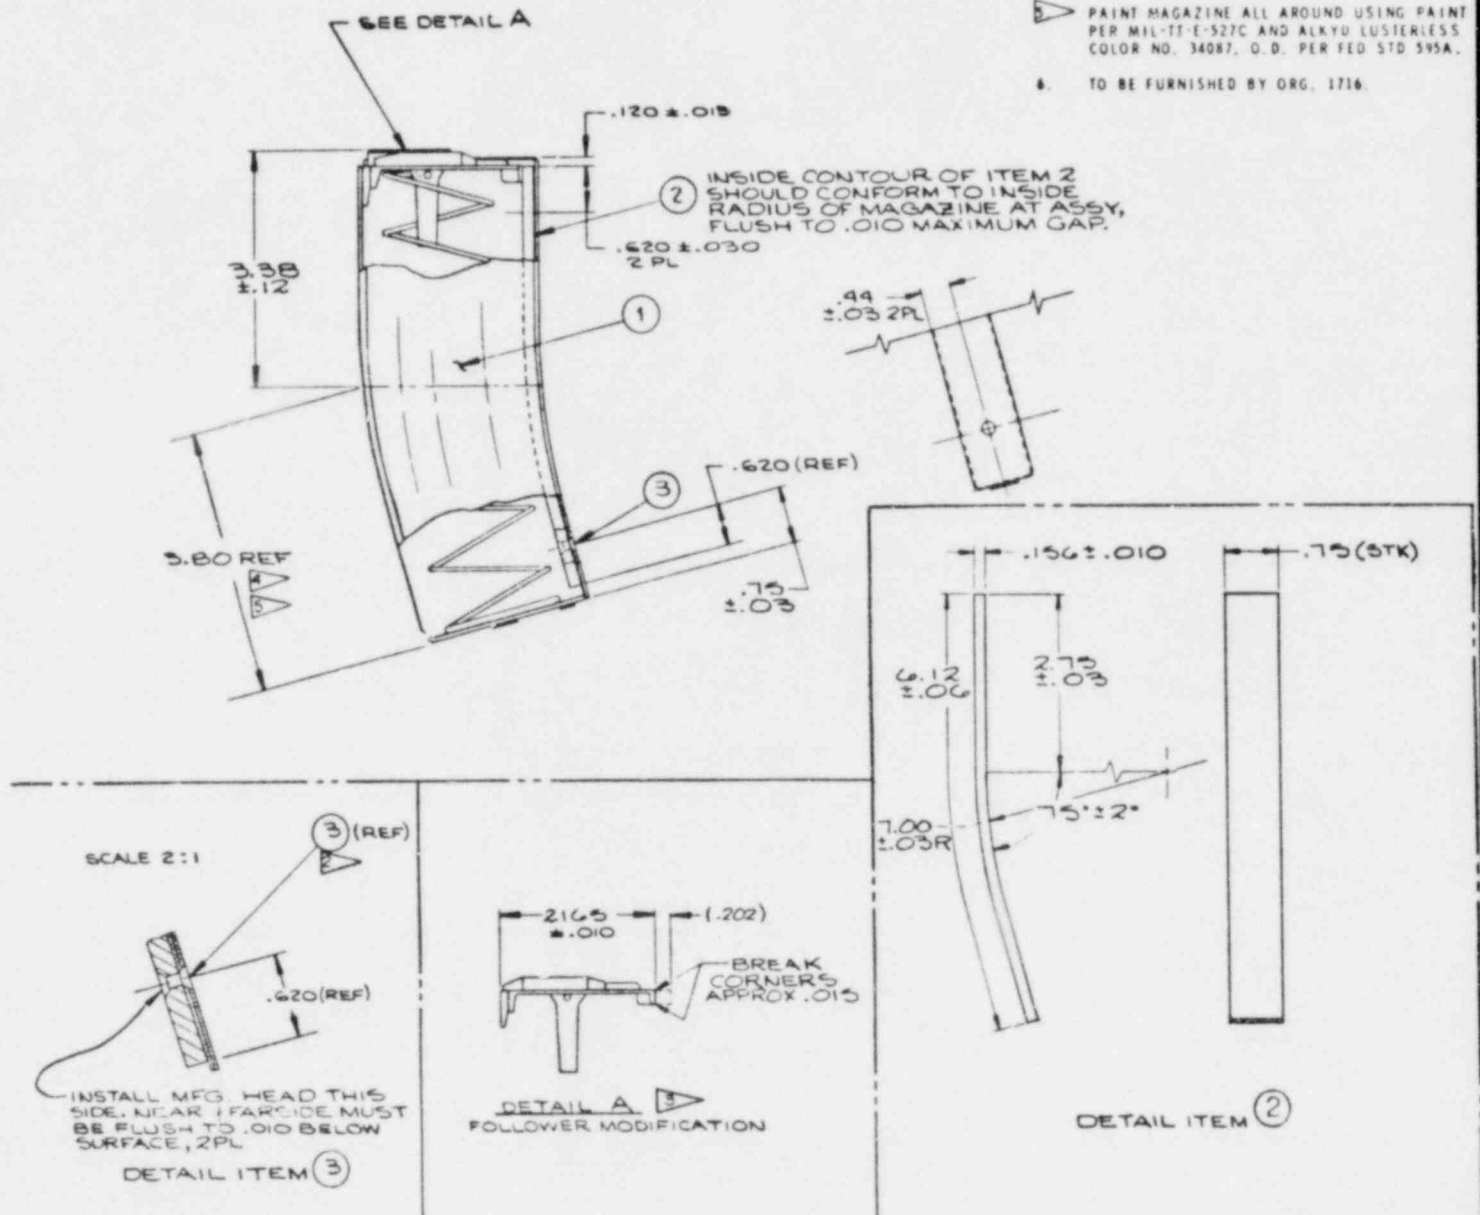 SEE DETAIL A
5 PAINT MAGAZINE ALL AROUND USING PAINT
PER MIL-TT-E-527C AND ALKYD LUSTERLESS
COLOR NO. 34087, O.D. PER FED STD 595A.
6. TO BE FURNISHED BY ORG. 1716.
.120 ±.015
2
INSIDE CONTOUR OF ITEM 2
SHOULD CONFORM TO INSIDE
RADIUS OF MAGAZINE AT ASSY,
FLUSH TO .010 MAXIMUM GAP.
.620 ±.030
2 PL
3.38
±.12
1
.44
±.03 2PL
.620 (REF)
3
5.80 REF
.75
±.03
.156 ±.010
.75 (STK)
6.12
±.06
2.75
±.03
7.00
±.03R
75° ±2°
DETAIL ITEM 2
SCALE 2:1
3 (REF)
.620 (REF)
INSTALL MFG. HEAD THIS
SIDE. NEAR & FARSIDE MUST
BE FLUSH TO .010 BELOW
SURFACE, 2PL
DETAIL ITEM 3
2.165
±.010
(.202)
BREAK
CORNERS
APPROX .015
DETAIL A 3
FOLLOWER MODIFICATION